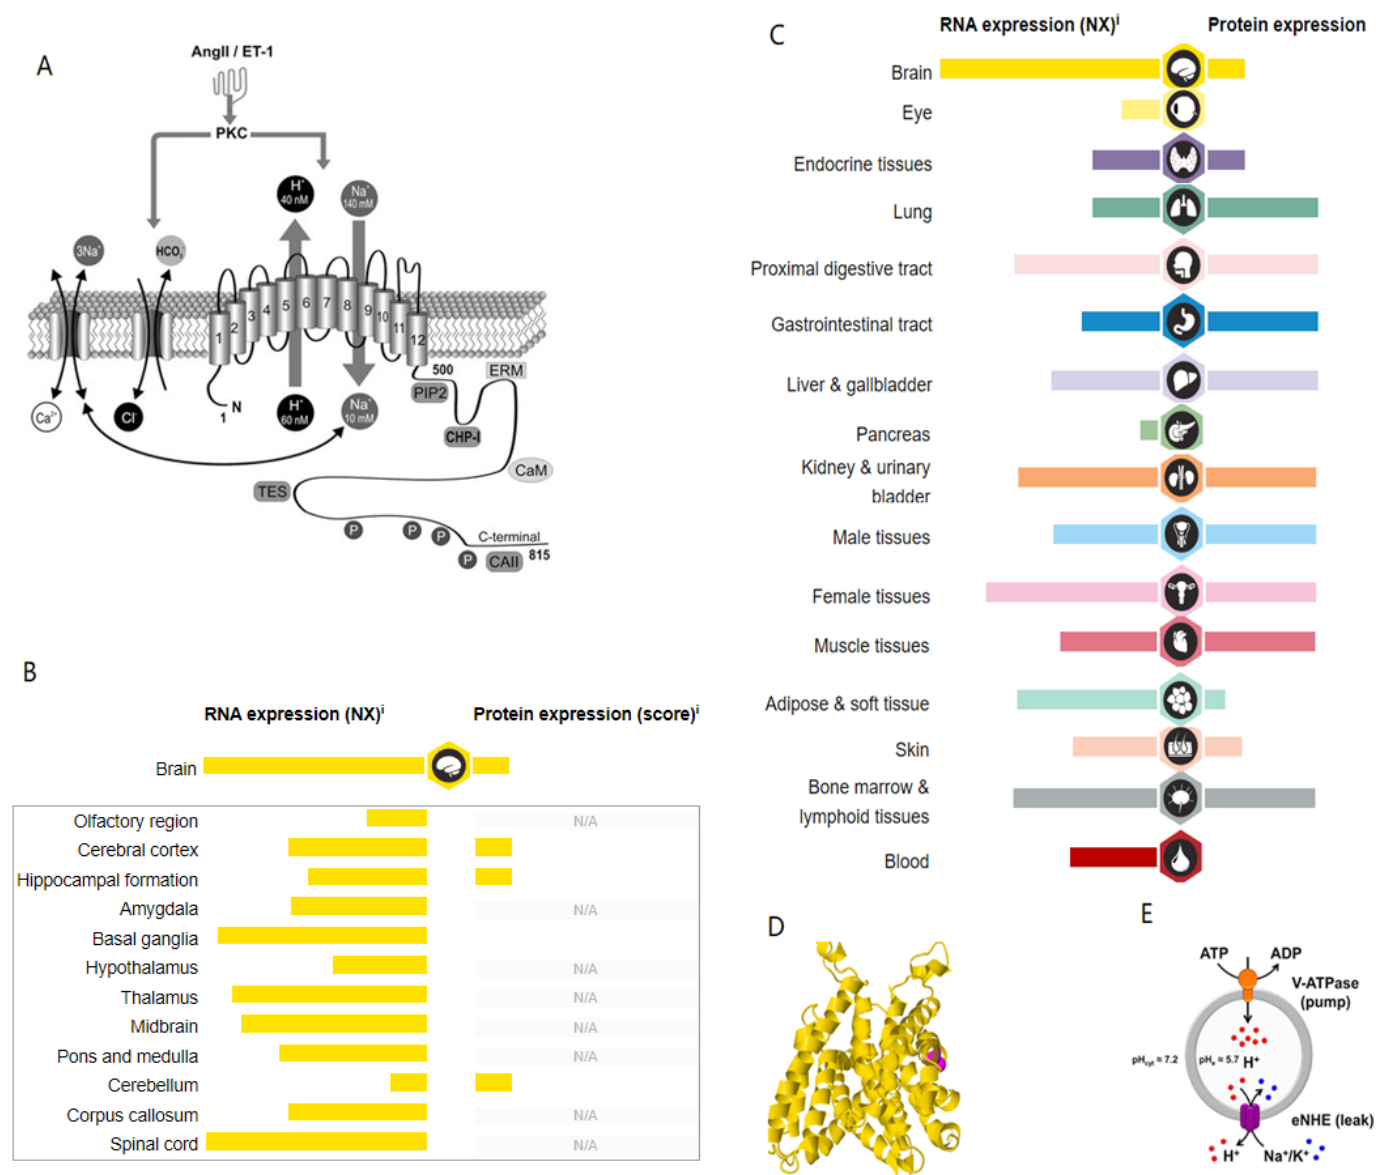 A
AngII / ET-1
PKC
H⁺
40 nM
Na⁺
140 mM
3Na⁺
HCO₃⁻
1
2
3
4
5
6
7
8
9
10
11
12
500
ERM
PIP2
N
1
H⁺
60 nM
Na⁺
10 mM
Ca²⁺
Cl⁻
CHP-I
CaM
TES
P
P
P
P
C-terminal
815
CAII
B
RNA expression (NX)ⁱ Protein expression (score)ⁱ
Brain
Olfactory region N/A
Cerebral cortex
Hippocampal formation
Amygdala N/A
Basal ganglia
Hypothalamus N/A
Thalamus N/A
Midbrain N/A
Pons and medulla N/A
Cerebellum
Corpus callosum N/A
Spinal cord N/A
C
RNA expression (NX)ⁱ Protein expression
Brain
Eye
Endocrine tissues
Lung
Proximal digestive tract
Gastrointestinal tract
Liver & gallbladder
Pancreas
Kidney & urinary
bladder
Male tissues
Female tissues
Muscle tissues
Adipose & soft tissue
Skin
Bone marrow &
lymphoid tissues
Blood
D
E
ATP ADP
V-ATPase
(pump)
pHcyt ≈ 7.2 pHe ≈ 5.7 H⁺
eNHE (leak)
H⁺ Na⁺/K⁺